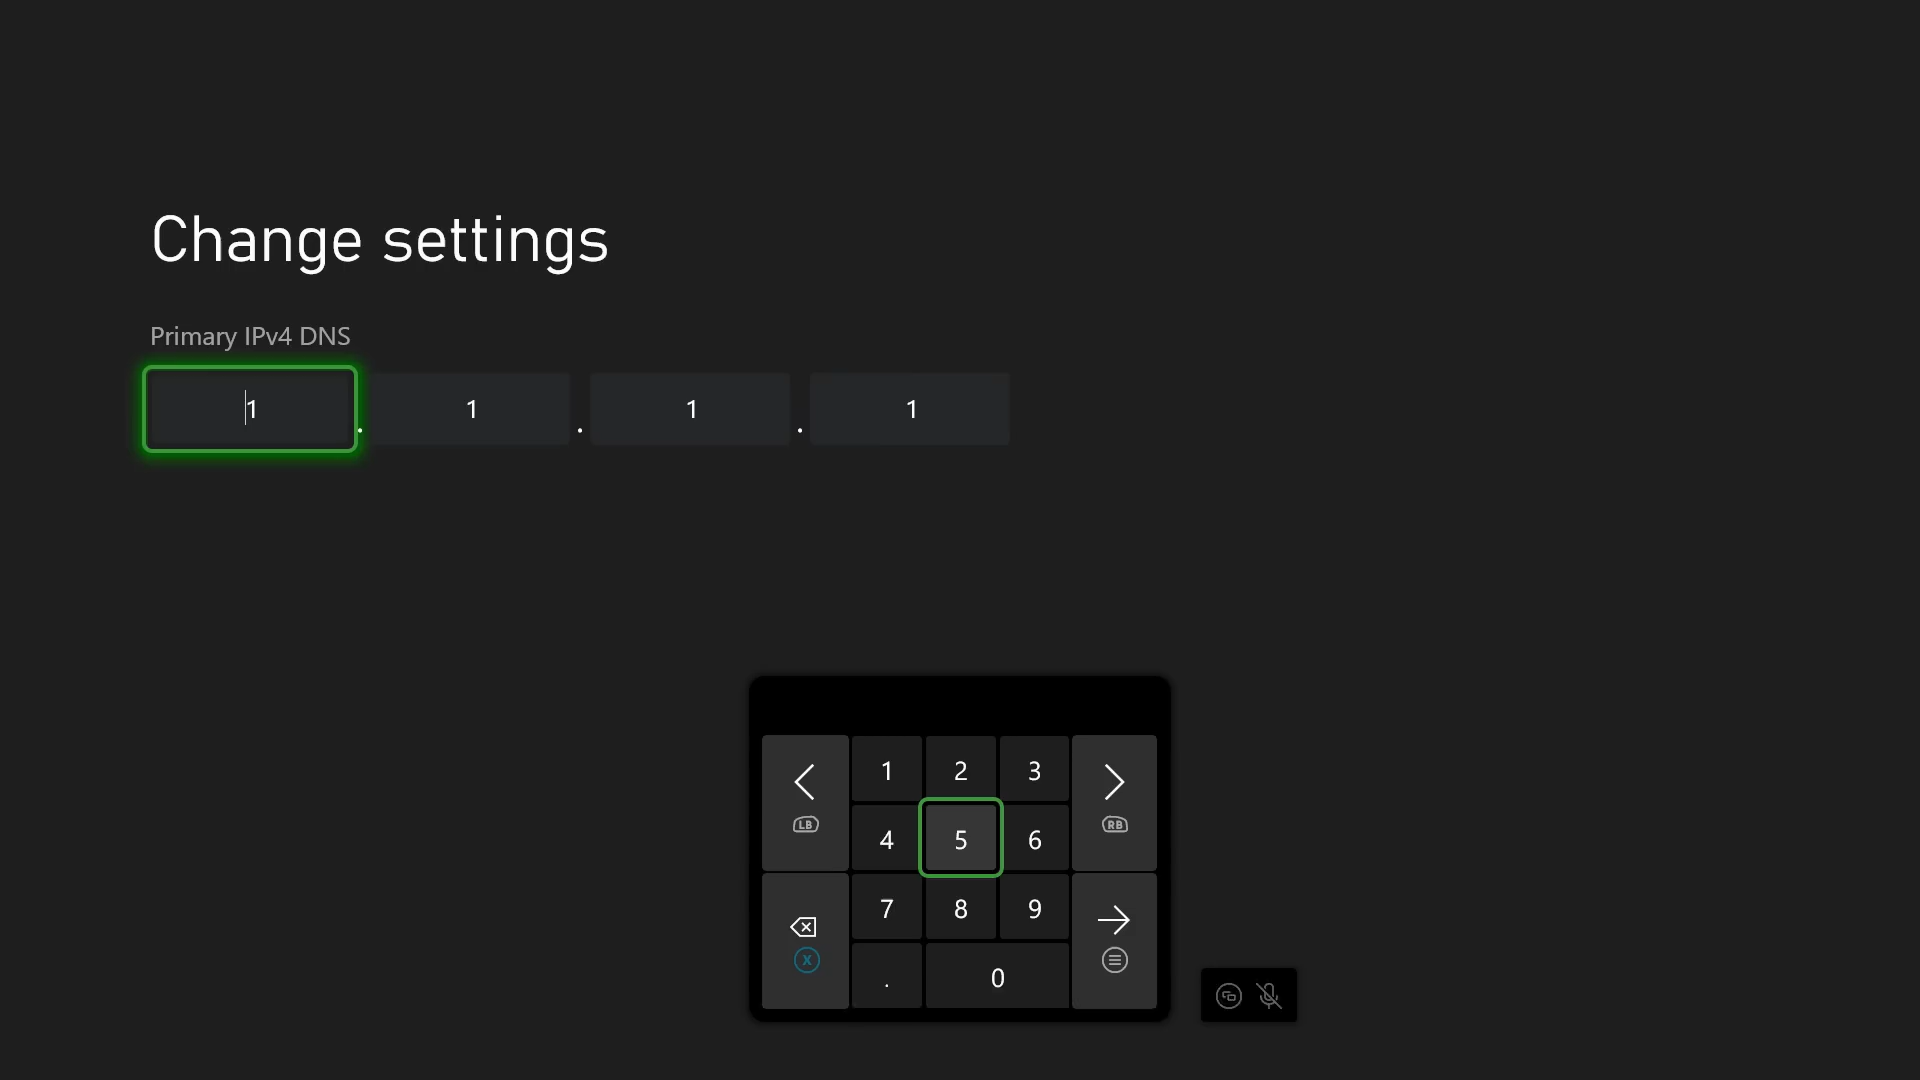 Change settings
Primary IPv4 DNS
1 . 1 . 1 . 1
1 2 3
LB RB
4 5 6
7 8 9
X
. 0